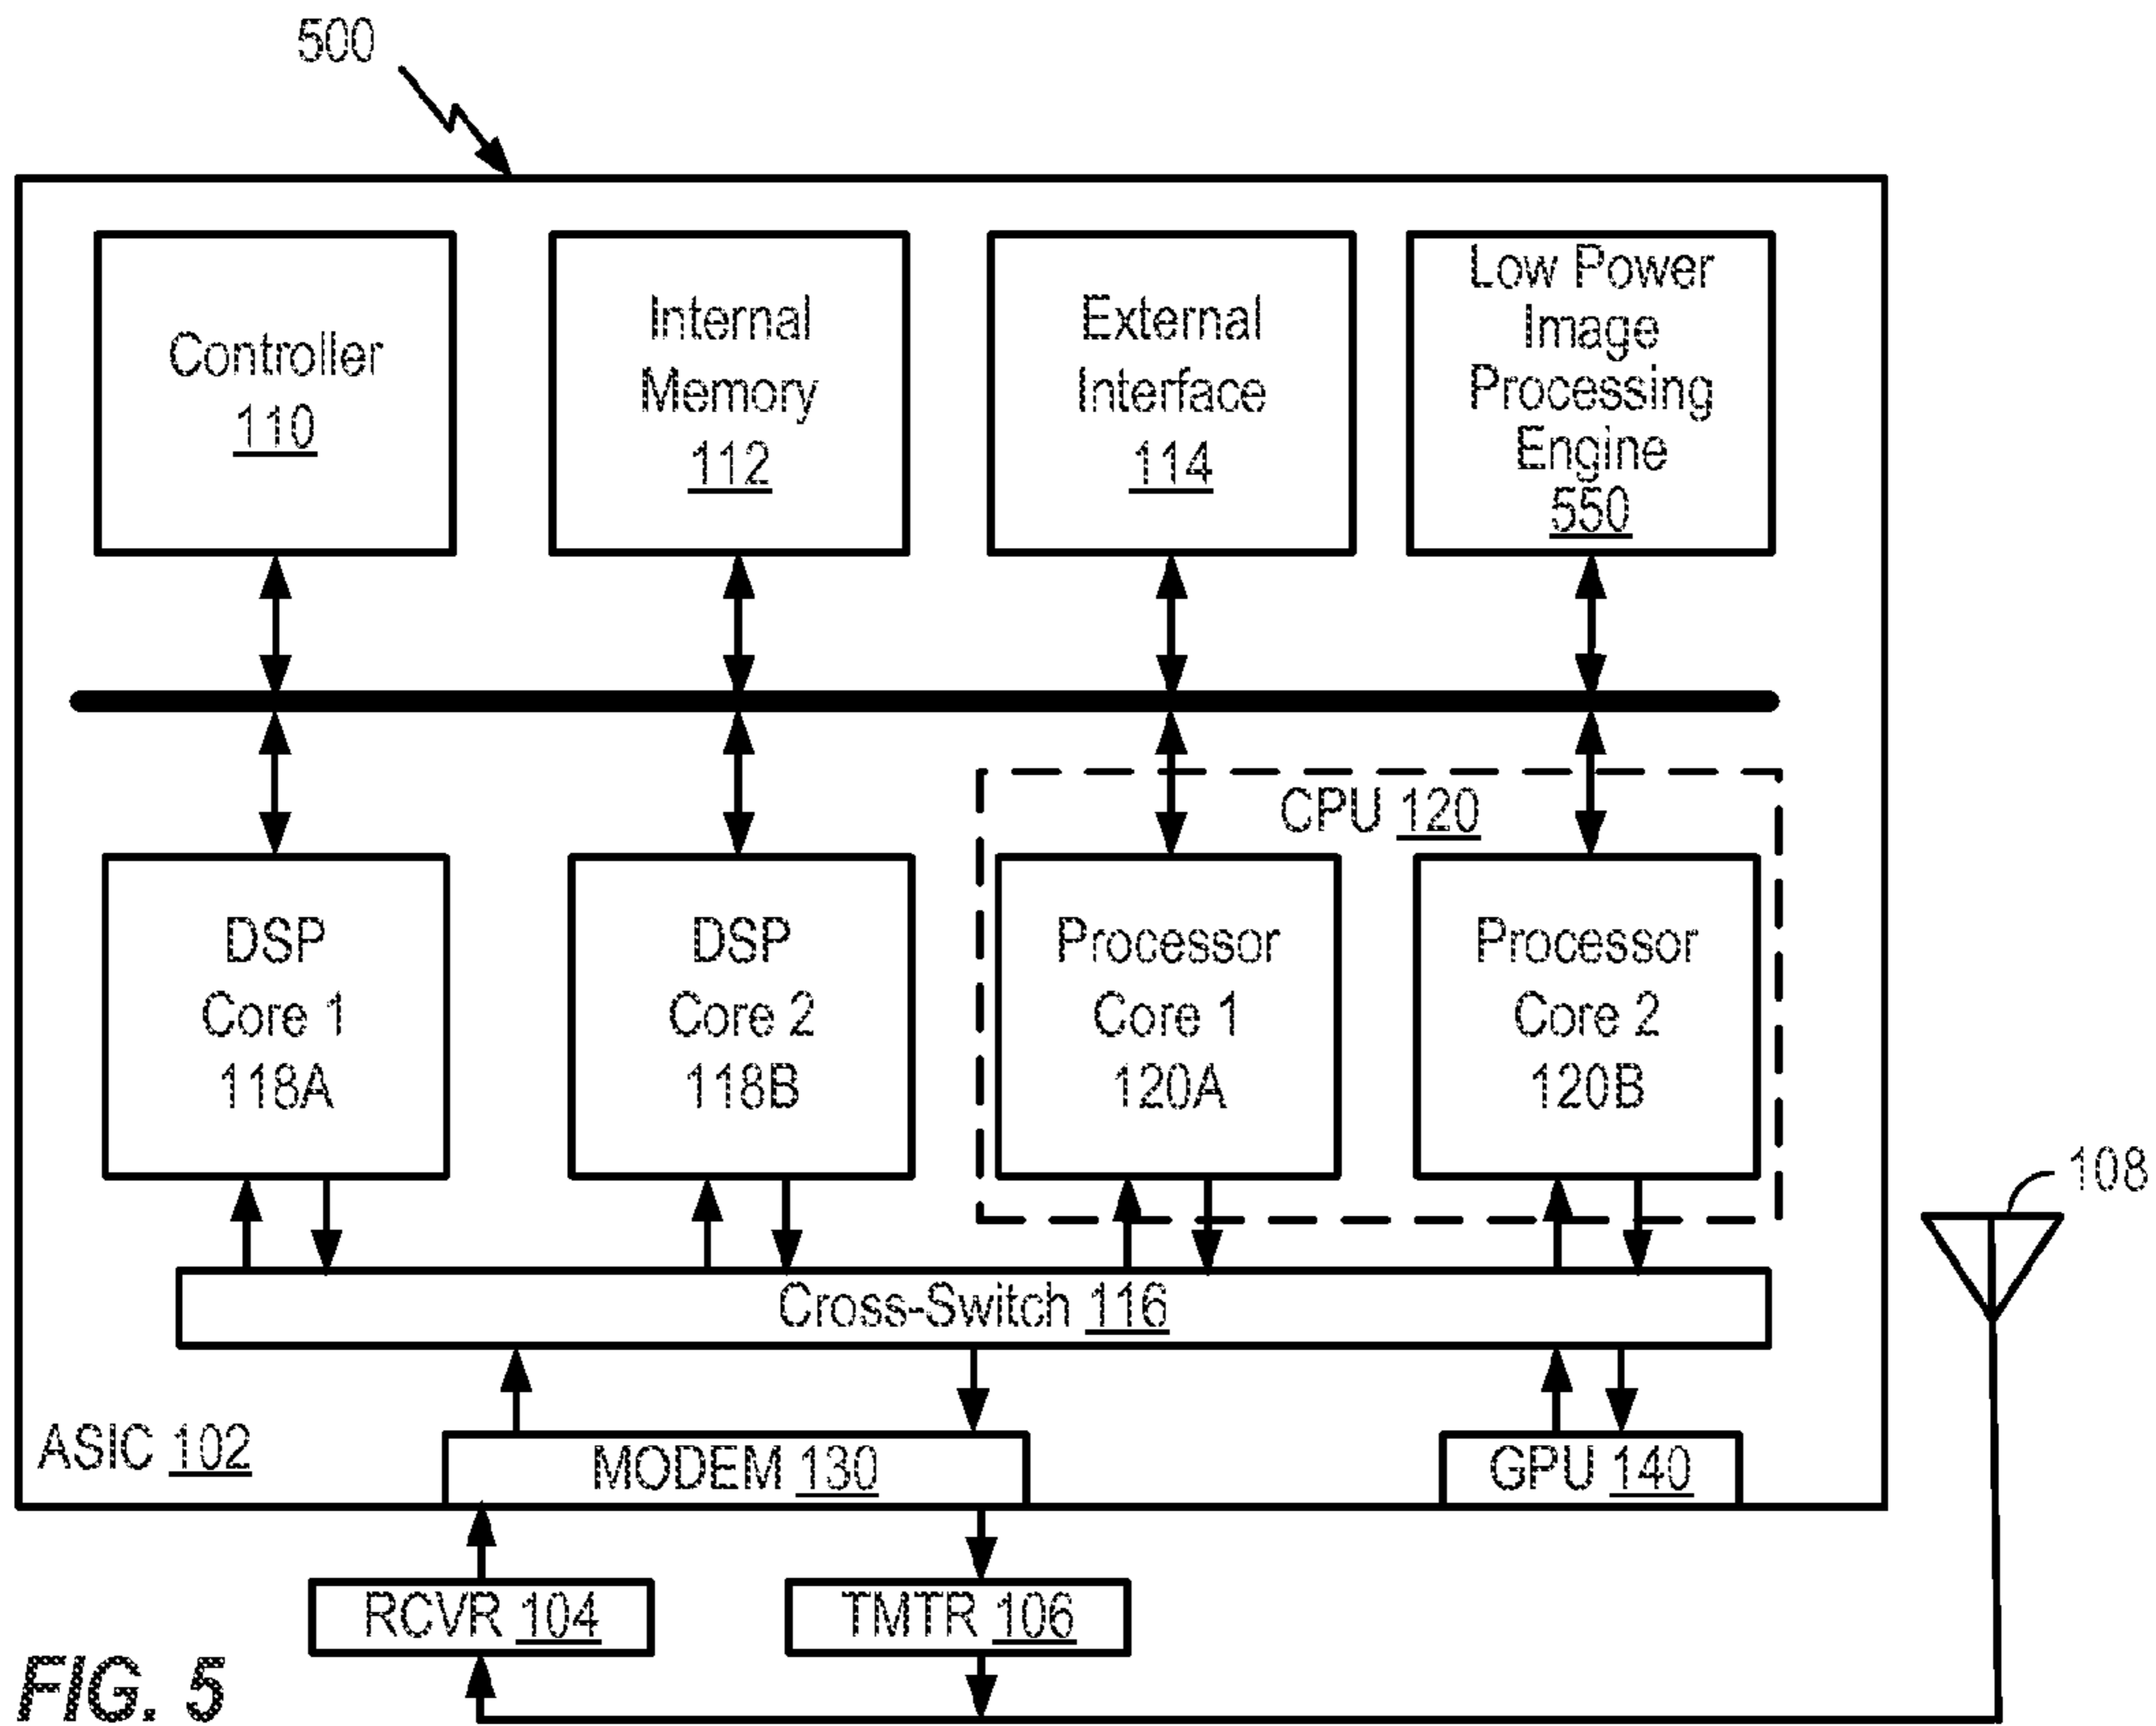 500
Controller
110
Internal
Memory
112
External
Interface
114
Low Power
Image
Processing
Engine
550
CPU 120
DSP
Core 1
118A
DSP
Core 2
118B
Processor
Core 1
120A
Processor
Core 2
120B
108
Cross-Switch 116
ASIC 102
MODEM 130
GPU 140
RCVR 104
TMTR 106
FIG. 5